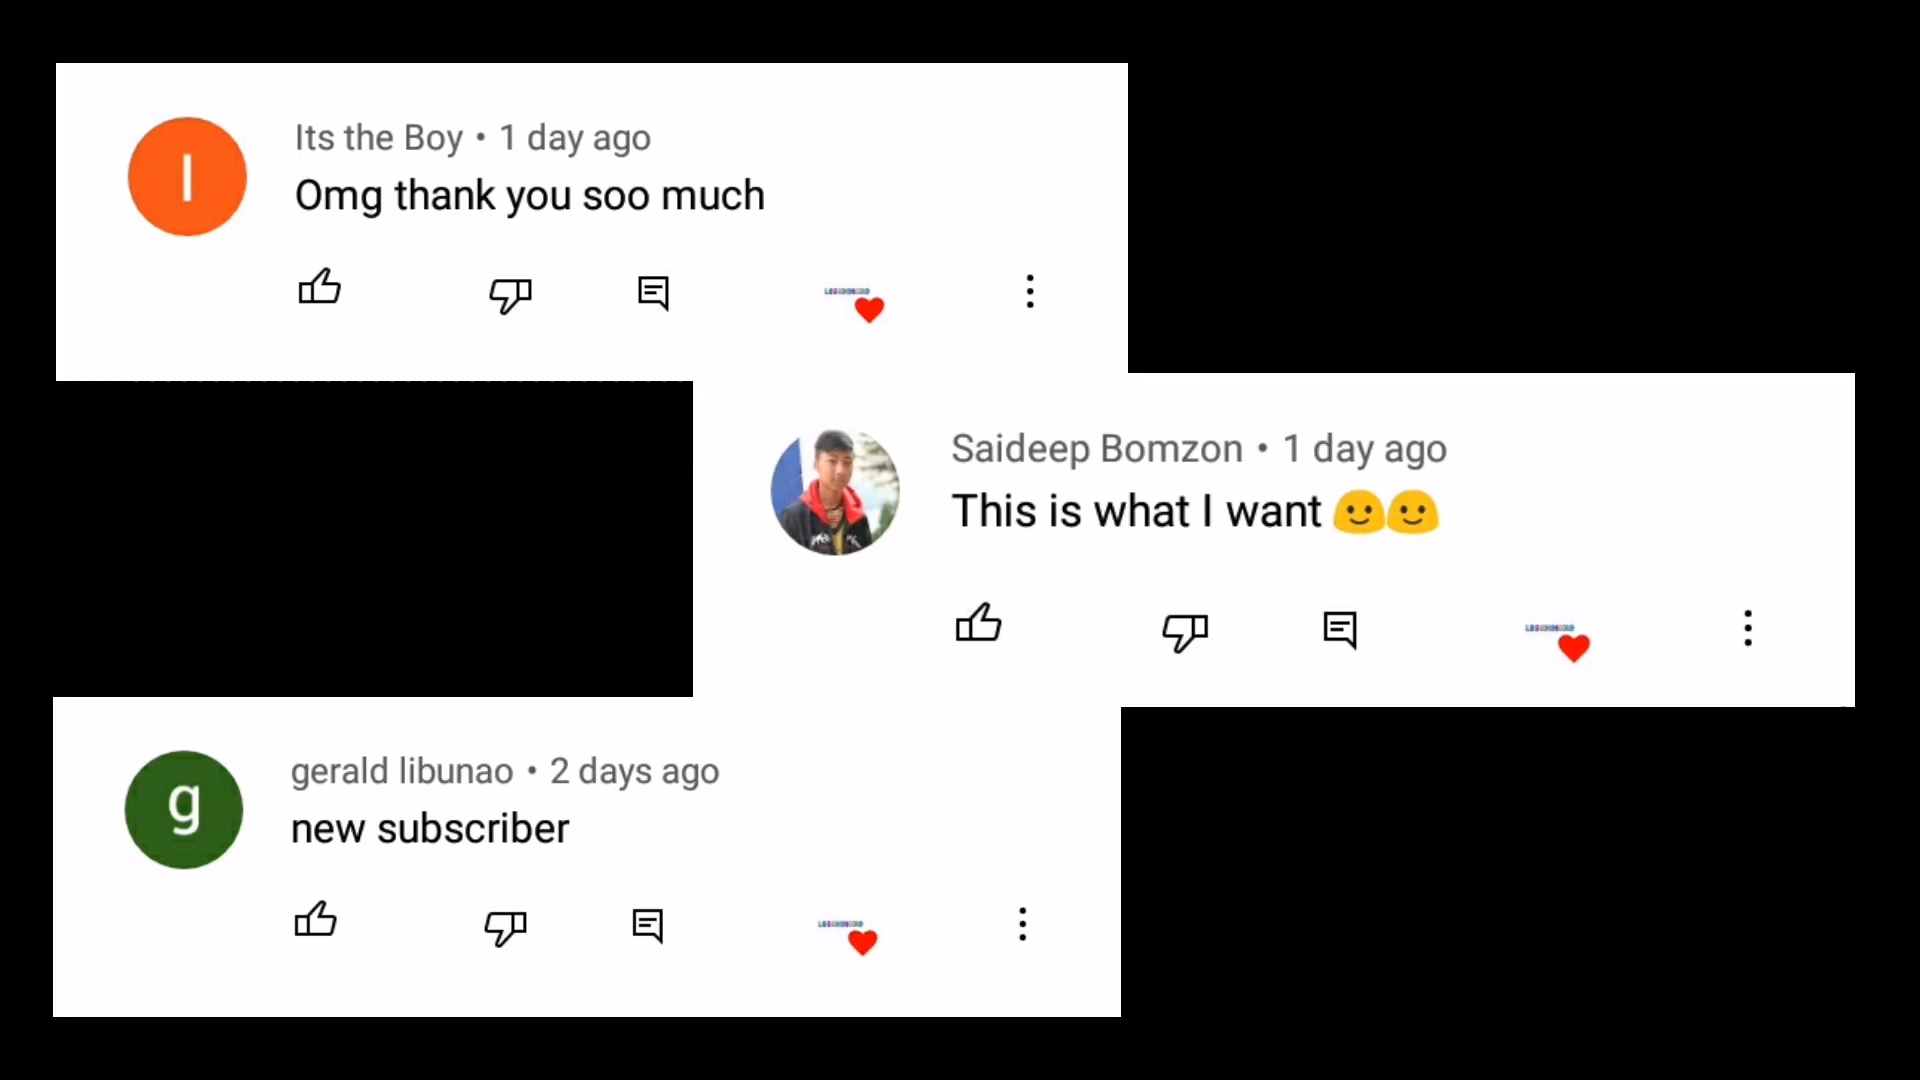 I
Its the Boy • 1 day ago
Omg thank you soo much
Saideep Bomzon • 1 day ago
This is what I want 🙂🙂
g
gerald libunao • 2 days ago
new subscriber